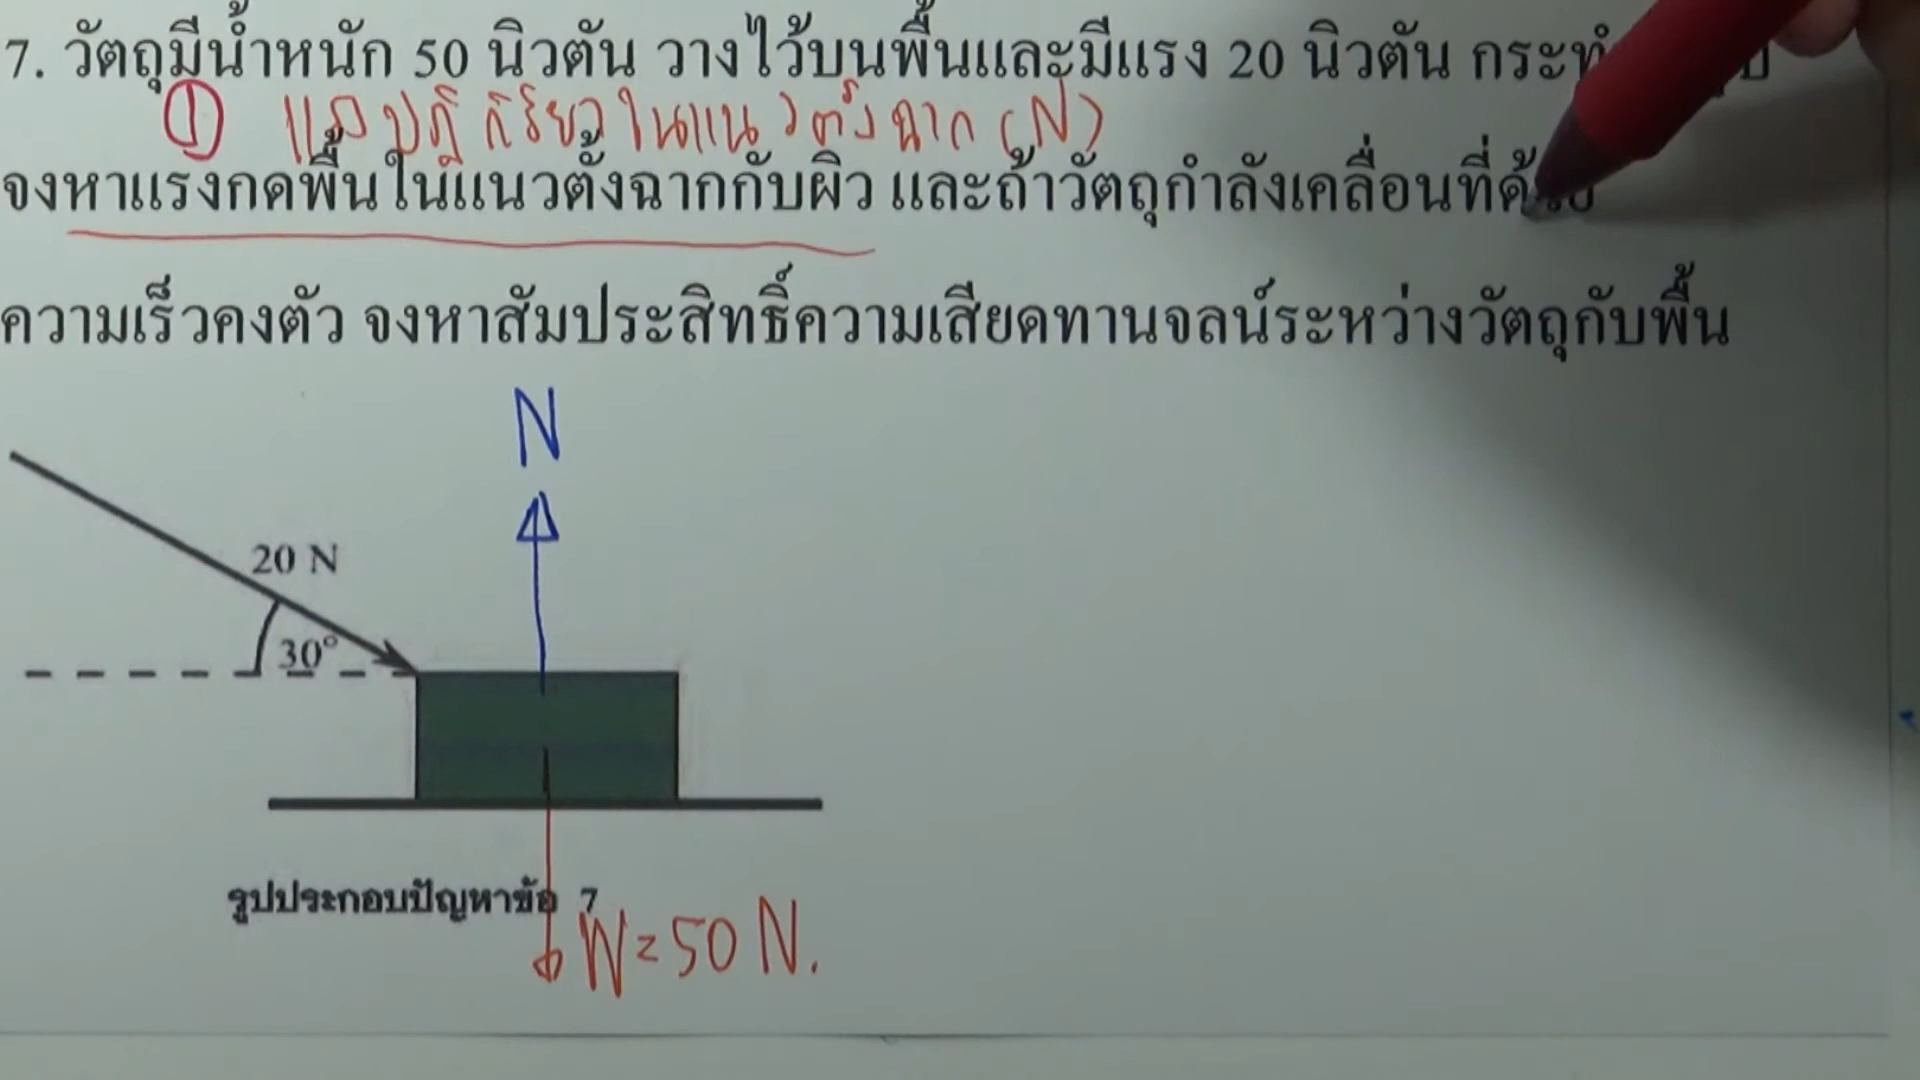 7. วัตถุมีน้ำหนัก 50 นิวตัน วางไว้บนพื้นและมีแรง 20 นิวตัน
① แรงปฏิกิริยาในแนวตั้งฉาก (N)
จงหาแรงกดพื้นในแนวตั้งฉากกับผิว และถ้าวัตถุกำลังเคลื่อนที่ด้วย
ความเร็วคงตัว จงหาสัมประสิทธิ์ความเสียดทานจลน์ระหว่างวัตถุกับพื้น
N
20 N
30°
รูปประกอบปัญหาข้อ 7
W = 50 N.